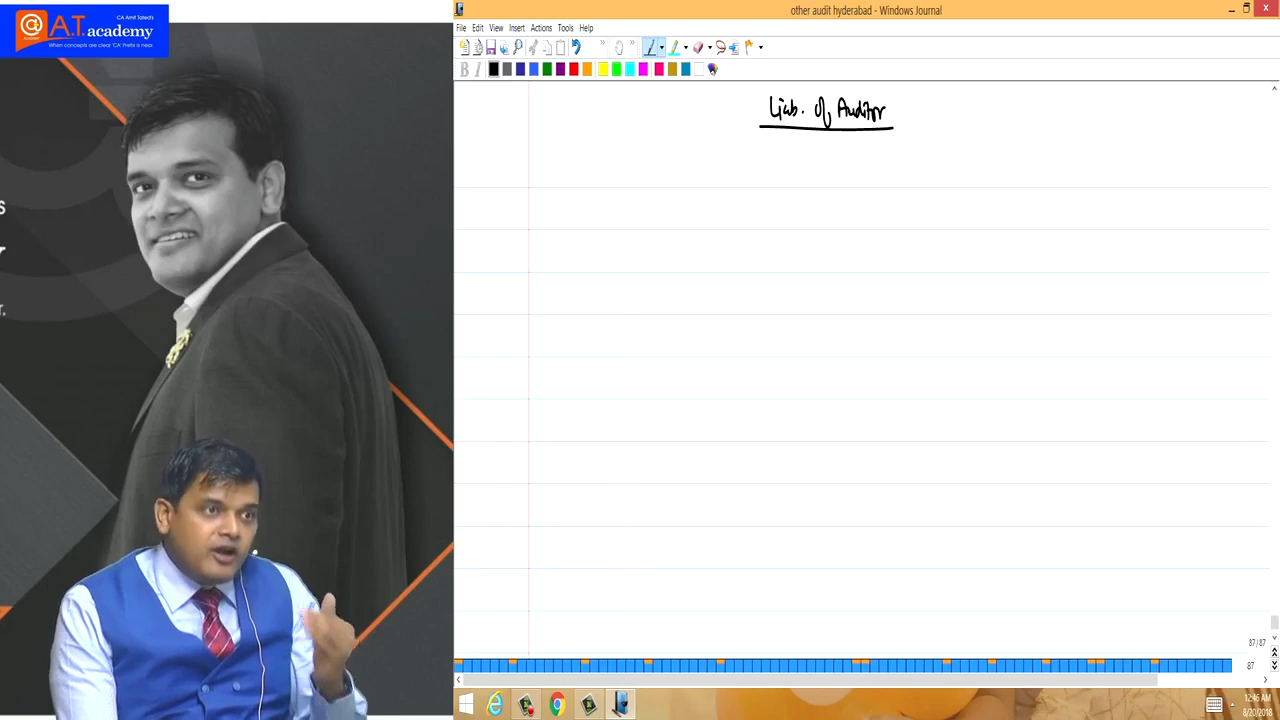 CA Amit Tated's
@ A.T. academy
ACADEMY
When concepts are clear 'CA' Prefix is near.
s
r.
other audit hyderabad - Windows Journal
File Edit View Insert Actions Tools Help
B I
Liab. of Auditor
87/87
87
12:46 AM
8/20/2018